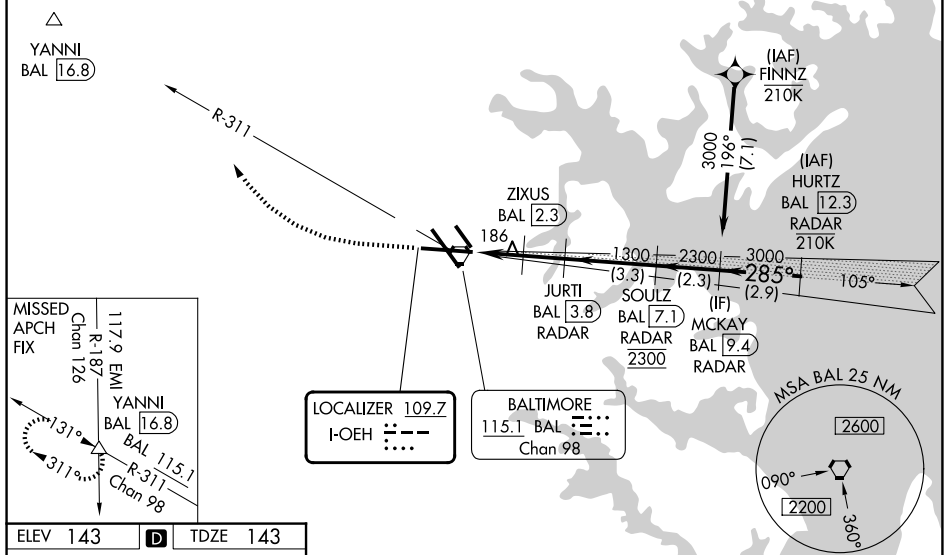 YANNI
BAL 16.8
R-311
(IAF)
FINNZ
210K
3000
196°
(7.1)
(IAF)
HURTZ
BAL 12.3
RADAR
210K
ZIXUS
BAL 2.3
186
1300 2300 3000
285°
105°
(3.3) (2.3) (2.9)
JURTI
BAL 3.8
RADAR
SOULZ
BAL 7.1
RADAR
2300
(IF)
MCKAY
BAL 9.4
RADAR
MISSED
APCH
FIX
117.9 EMI
R-187
Chan 126
YANNI
BAL 16.8
BAL 115.1
R-311
Chan 98
131°
311°
LOCALIZER 109.7
I-OEH
BALTIMORE
115.1 BAL
Chan 98
MSA BAL 25 NM
2600
090°
2200
360°
ELEV 143 D TDZE 143